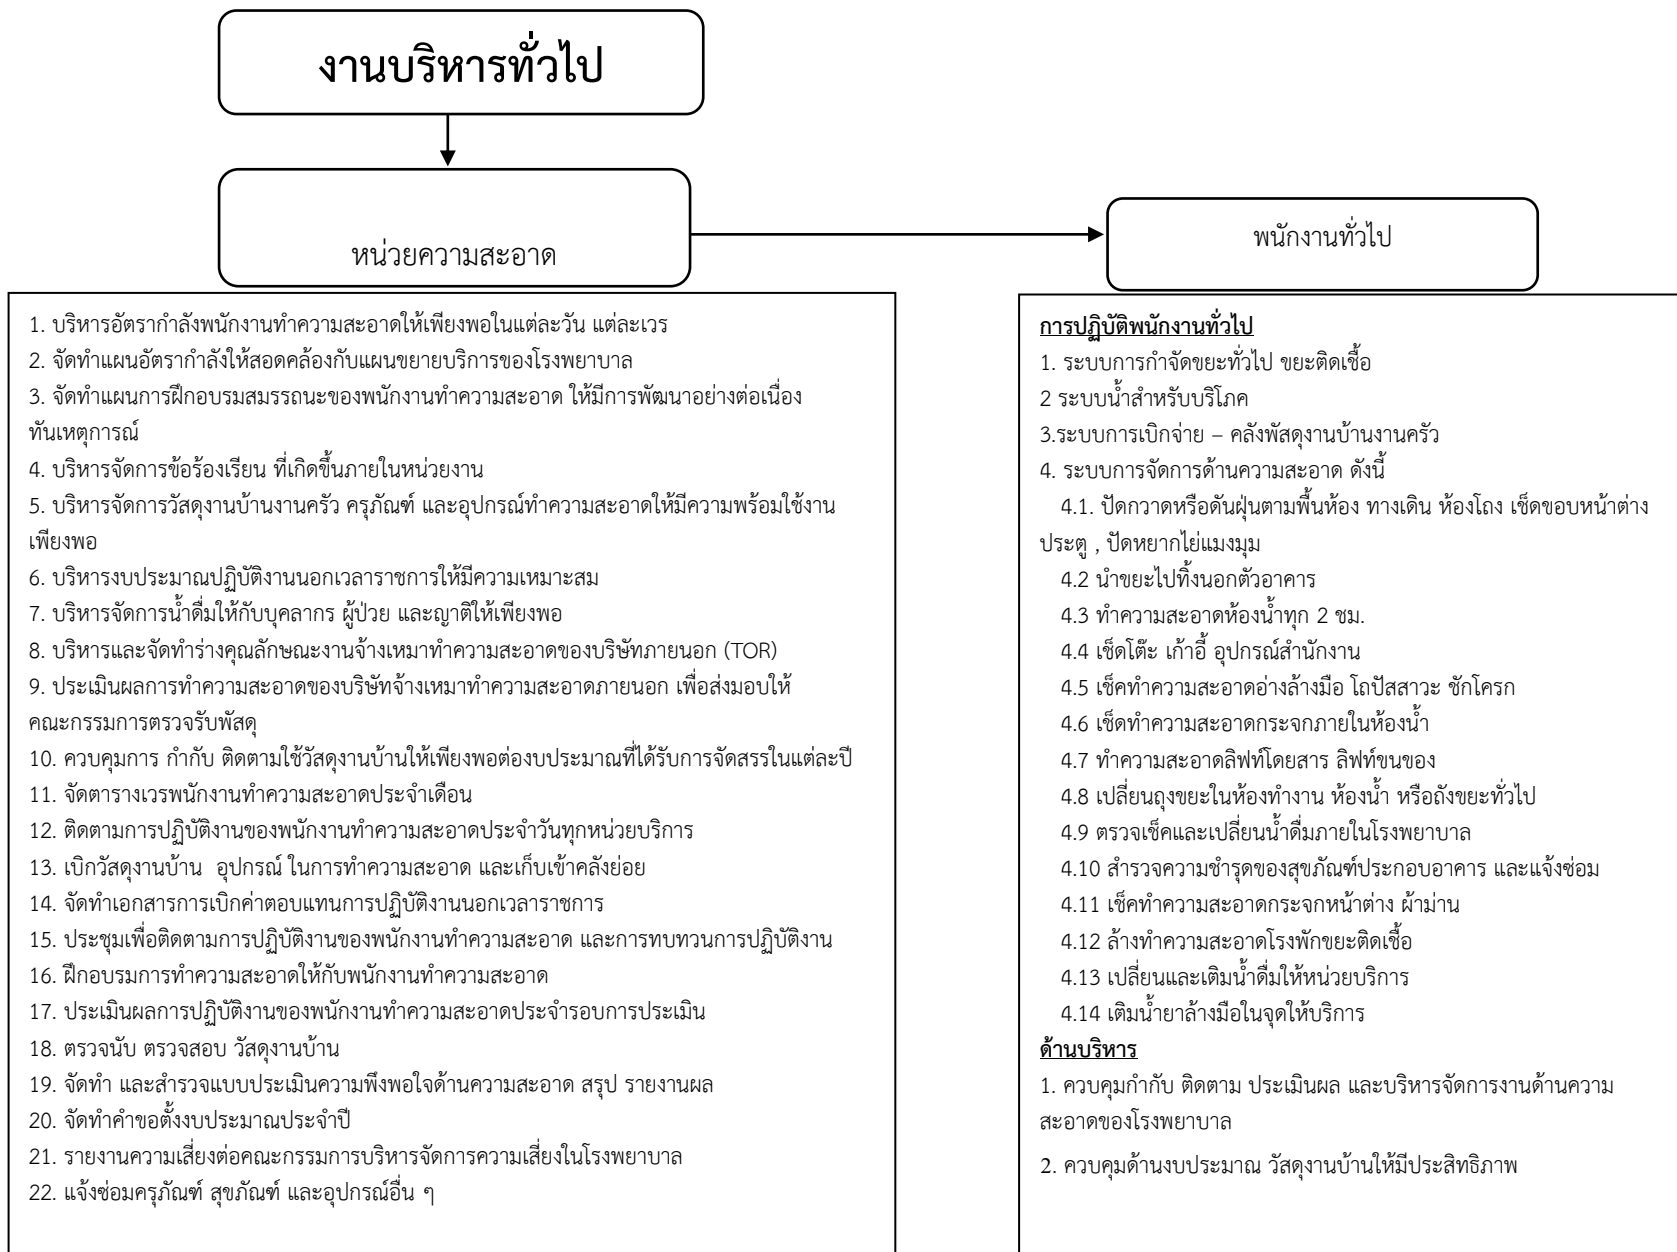 งานบริหารทั่วไป
หน่วยความสะอาด
พนักงานทั่วไป
1. บริหารอัตรากำลังพนักงานทำความสะอาดให้เพียงพอในแต่ละวัน แต่ละเวร
2. จัดทำแผนอัตรากำลังให้สอดคล้องกับแผนขยายบริการของโรงพยาบาล
3. จัดทำแผนการฝึกอบรมสมรรถนะของพนักงานทำความสะอาด ให้มีการพัฒนาอย่างต่อเนื่อง
ทันเหตุการณ์
4. บริหารจัดการข้อร้องเรียน ที่เกิดขึ้นภายในหน่วยงาน
5. บริหารจัดการวัสดุงานบ้านงานครัว ครุภัณฑ์ และอุปกรณ์ทำความสะอาดให้มีความพร้อมใช้งาน
เพียงพอ
6. บริหารงบประมาณปฏิบัติงานนอกเวลาราชการให้มีความเหมาะสม
7. บริหารจัดการน้ำดื่มให้กับบุคลากร ผู้ป่วย และญาติให้เพียงพอ
8. บริหารและจัดทำร่างคุณลักษณะงานจ้างเหมาทำความสะอาดของบริษัทภายนอก (TOR)
9. ประเมินผลการทำความสะอาดของบริษัทจ้างเหมาทำความสะอาดภายนอก เพื่อส่งมอบให้
คณะกรรมการตรวจรับพัสดุ
10. ควบคุมการ กำกับ ติดตามใช้วัสดุงานบ้านให้เพียงพอต่องบประมาณที่ได้รับการจัดสรรในแต่ละปี
11. จัดตารางเวรพนักงานทำความสะอาดประจำเดือน
12. ติดตามการปฏิบัติงานของพนักงานทำความสะอาดประจำวันทุกหน่วยบริการ
13. เบิกวัสดุงานบ้าน อุปกรณ์ ในการทำความสะอาด และเก็บเข้าคลังย่อย
14. จัดทำเอกสารการเบิกค่าตอบแทนการปฏิบัติงานนอกเวลาราชการ
15. ประชุมเพื่อติดตามการปฏิบัติงานของพนักงานทำความสะอาด และการทบทวนการปฏิบัติงาน
16. ฝึกอบรมการทำความสะอาดให้กับพนักงานทำความสะอาด
17. ประเมินผลการปฏิบัติงานของพนักงานทำความสะอาดประจำรอบการประเมิน
18. ตรวจนับ ตรวจสอบ วัสดุงานบ้าน
19. จัดทำ และสำรวจแบบประเมินความพึงพอใจด้านความสะอาด สรุป รายงานผล
20. จัดทำคำขอตั้งงบประมาณประจำปี
21. รายงานความเสี่ยงต่อคณะกรรมการบริหารจัดการความเสี่ยงในโรงพยาบาล
22. แจ้งซ่อมครุภัณฑ์ สุขภัณฑ์ และอุปกรณ์อื่น ๆ
การปฏิบัติพนักงานทั่วไป
1. ระบบการกำจัดขยะทั่วไป ขยะติดเชื้อ
2 ระบบน้ำสำหรับบริโภค
3.ระบบการเบิกจ่าย – คลังพัสดุงานบ้านงานครัว
4. ระบบการจัดการด้านความสะอาด ดังนี้
4.1. ปัดกวาดหรือดันฝุ่นตามพื้นห้อง ทางเดิน ห้องโถง เช็ดขอบหน้าต่าง
ประตู , ปัดหยากไย่แมงมุม
4.2 นำขยะไปทิ้งนอกตัวอาคาร
4.3 ทำความสะอาดห้องน้ำทุก 2 ชม.
4.4 เช็ดโต๊ะ เก้าอี้ อุปกรณ์สำนักงาน
4.5 เช็คทำความสะอาดอ่างล้างมือ โถปัสสาวะ ชักโครก
4.6 เช็ดทำความสะอาดกระจกภายในห้องน้ำ
4.7 ทำความสะอาดลิฟท์โดยสาร ลิฟท์ขนของ
4.8 เปลี่ยนถุงขยะในห้องทำงาน ห้องน้ำ หรือถังขยะทั่วไป
4.9 ตรวจเช็คและเปลี่ยนน้ำดื่มภายในโรงพยาบาล
4.10 สำรวจความชำรุดของสุขภัณฑ์ประกอบอาคาร และแจ้งซ่อม
4.11 เช็คทำความสะอาดกระจกหน้าต่าง ผ้าม่าน
4.12 ล้างทำความสะอาดโรงพักขยะติดเชื้อ
4.13 เปลี่ยนและเติมน้ำดื่มให้หน่วยบริการ
4.14 เติมน้ำยาล้างมือในจุดให้บริการ
ด้านบริหาร
1. ควบคุมกำกับ ติดตาม ประเมินผล และบริหารจัดการงานด้านความ
สะอาดของโรงพยาบาล
2. ควบคุมด้านงบประมาณ วัสดุงานบ้านให้มีประสิทธิภาพ